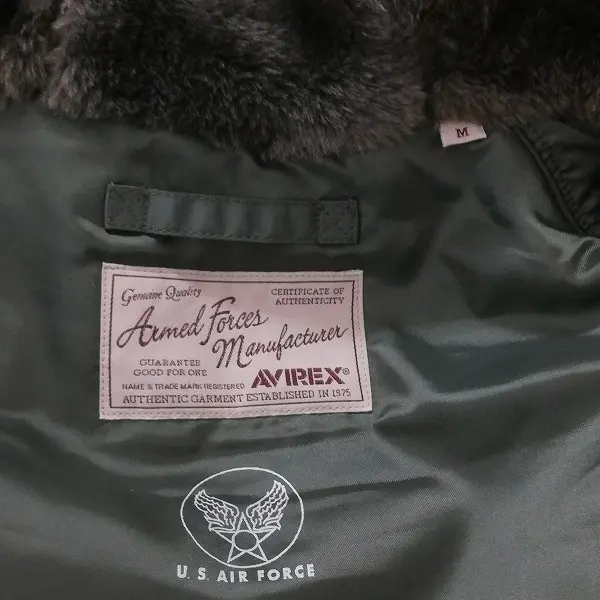 M
Genuine Quality
CERTIFICATE OF
AUTHENTICITY
Armed Forces
Manufacturer
GUARANTEE
GOOD FOR ONE
NAME & TRADE MARK REGISTERED
AVIREX®
AUTHENTIC GARMENT ESTABLISHED IN 1975
U. S. AIR FORCE